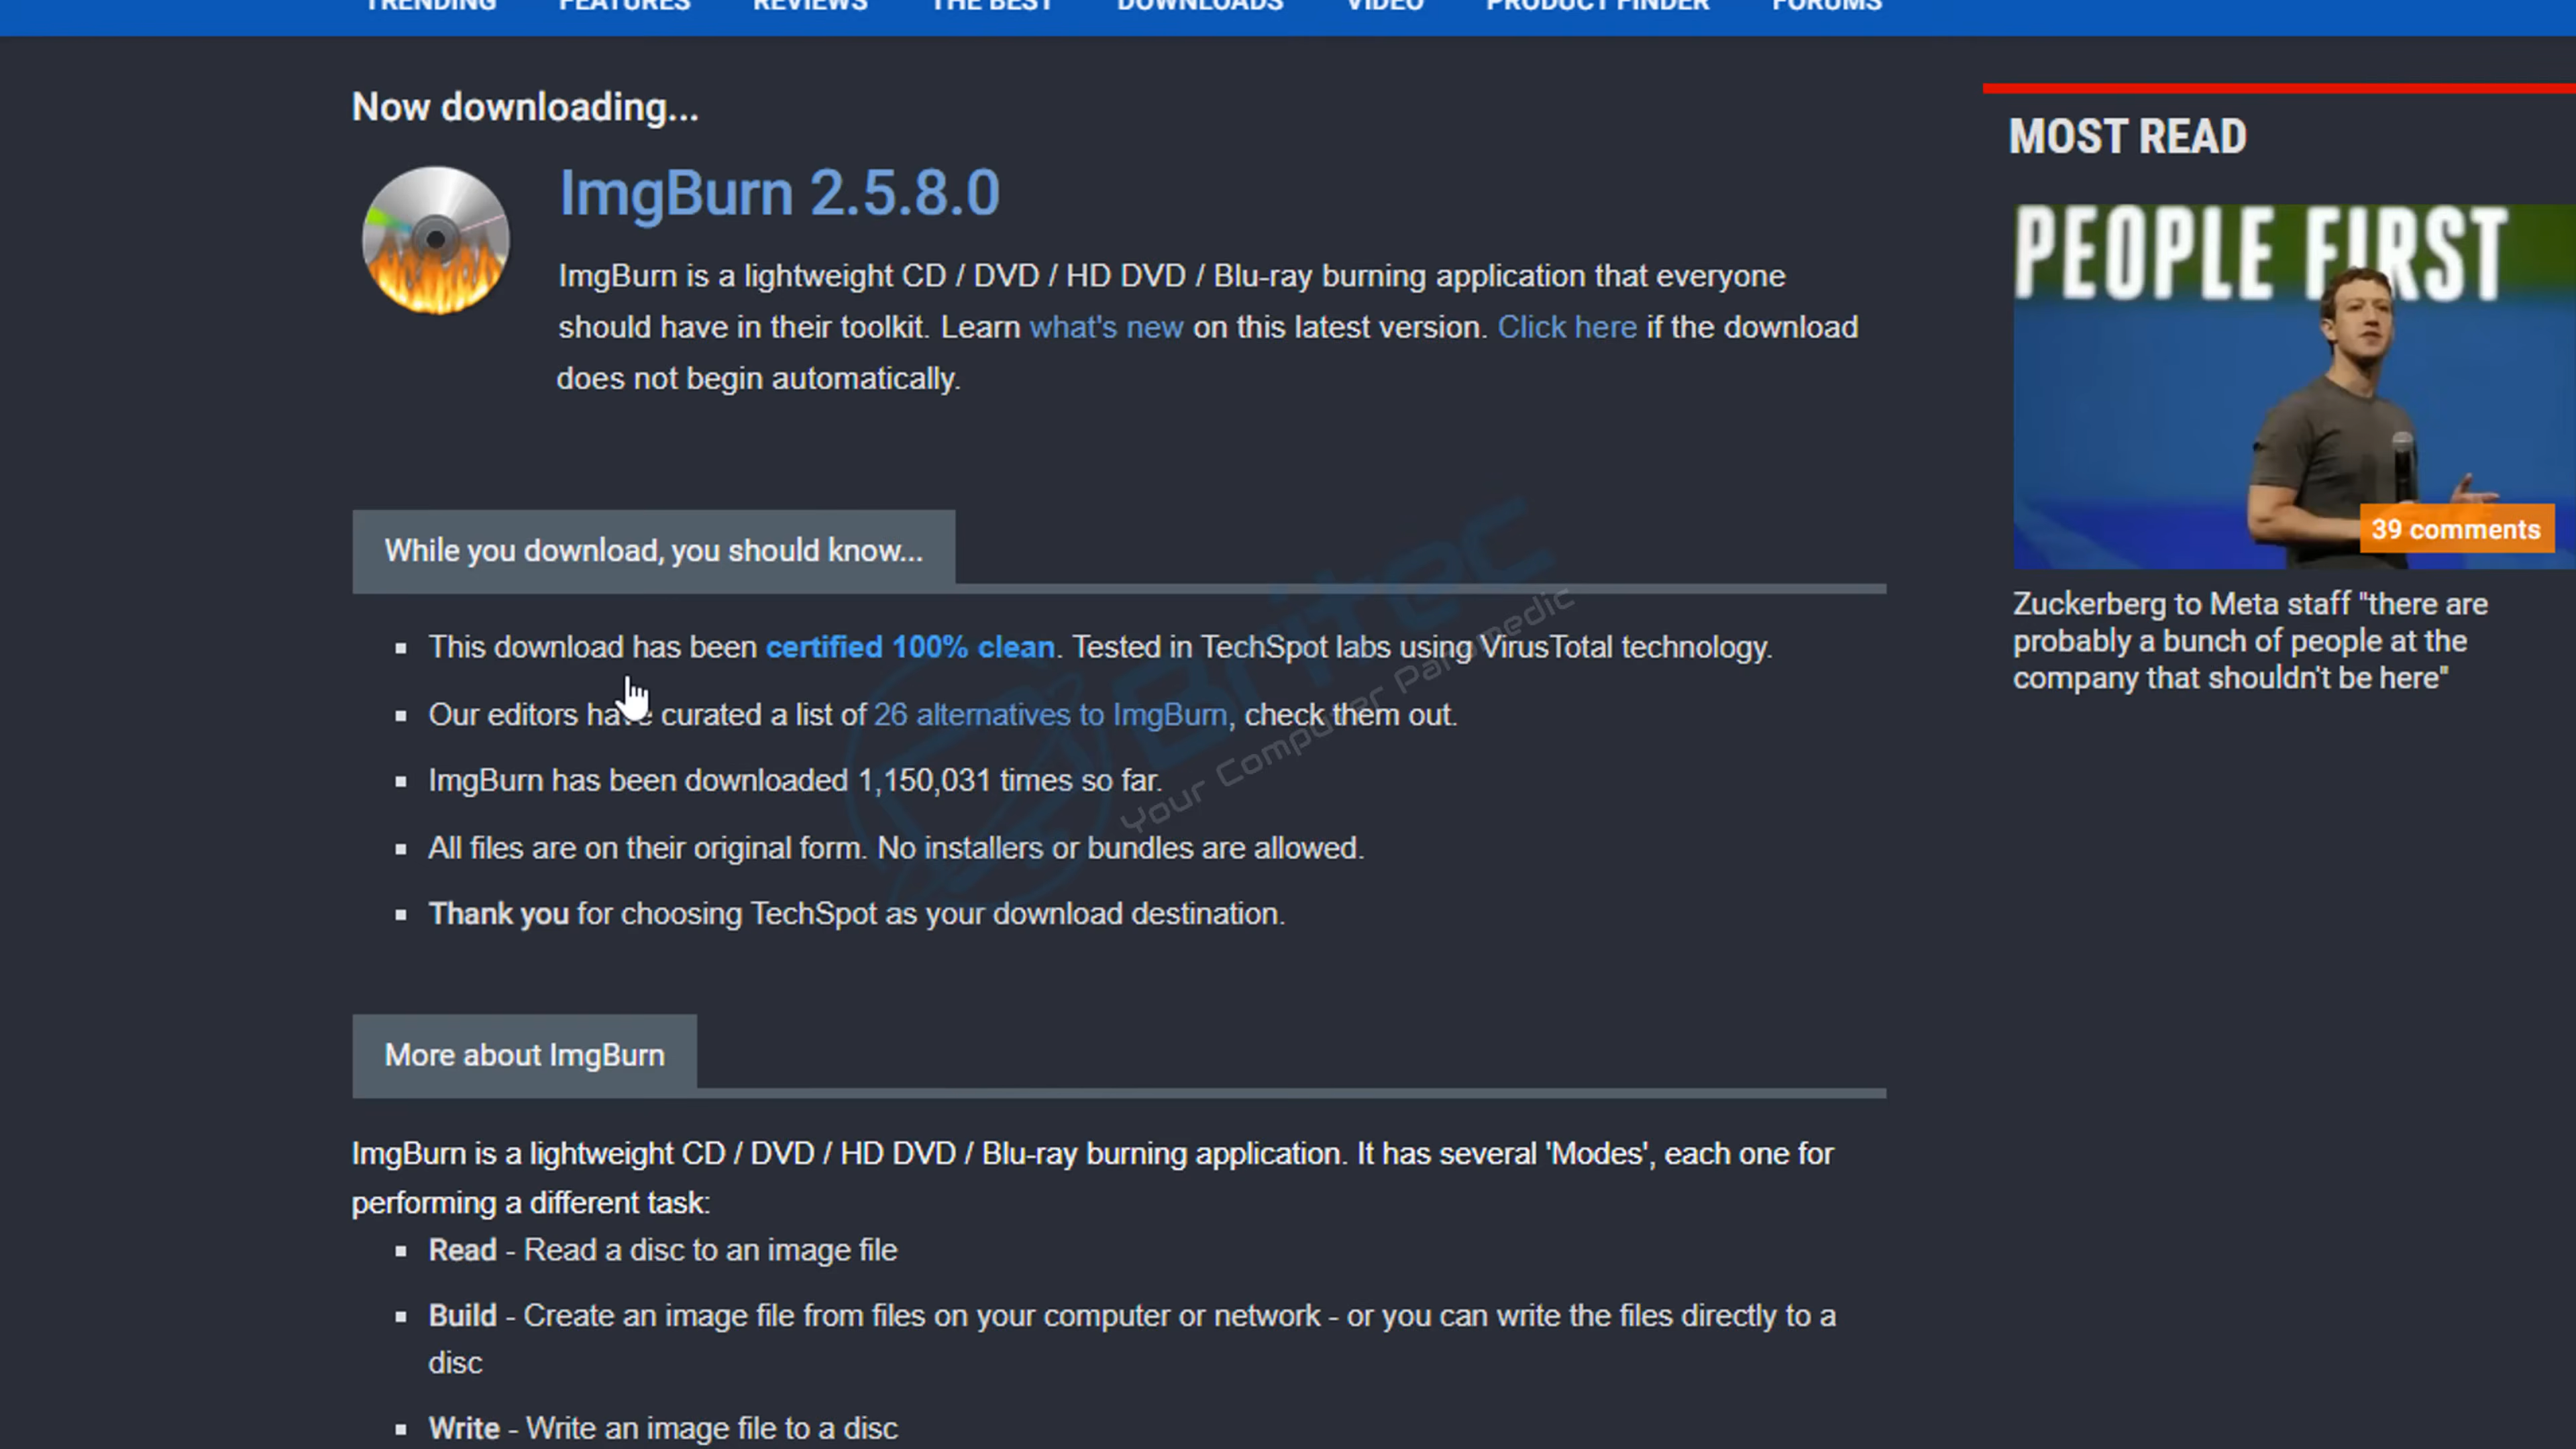 TRENDING FEATURES REVIEWS THE BEST DOWNLOADS VIDEO PRODUCT FINDER FORUMS
Now downloading...
ImgBurn 2.5.8.0
ImgBurn is a lightweight CD / DVD / HD DVD / Blu-ray burning application that everyone
should have in their toolkit. Learn what's new on this latest version. Click here if the download
does not begin automatically.
While you download, you should know...
This download has been certified 100% clean. Tested in TechSpot labs using VirusTotal technology.
Our editors have curated a list of 26 alternatives to ImgBurn, check them out.
ImgBurn has been downloaded 1,150,031 times so far.
All files are on their original form. No installers or bundles are allowed.
Thank you for choosing TechSpot as your download destination.
More about ImgBurn
ImgBurn is a lightweight CD / DVD / HD DVD / Blu-ray burning application. It has several 'Modes', each one for
performing a different task:
Read - Read a disc to an image file
Build - Create an image file from files on your computer or network - or you can write the files directly to a
disc
Write - Write an image file to a disc
MOST READ
PEOPLE FIRST
39 comments
Zuckerberg to Meta staff "there are
probably a bunch of people at the
company that shouldn't be here"
Britec
Your Computer Paramedic